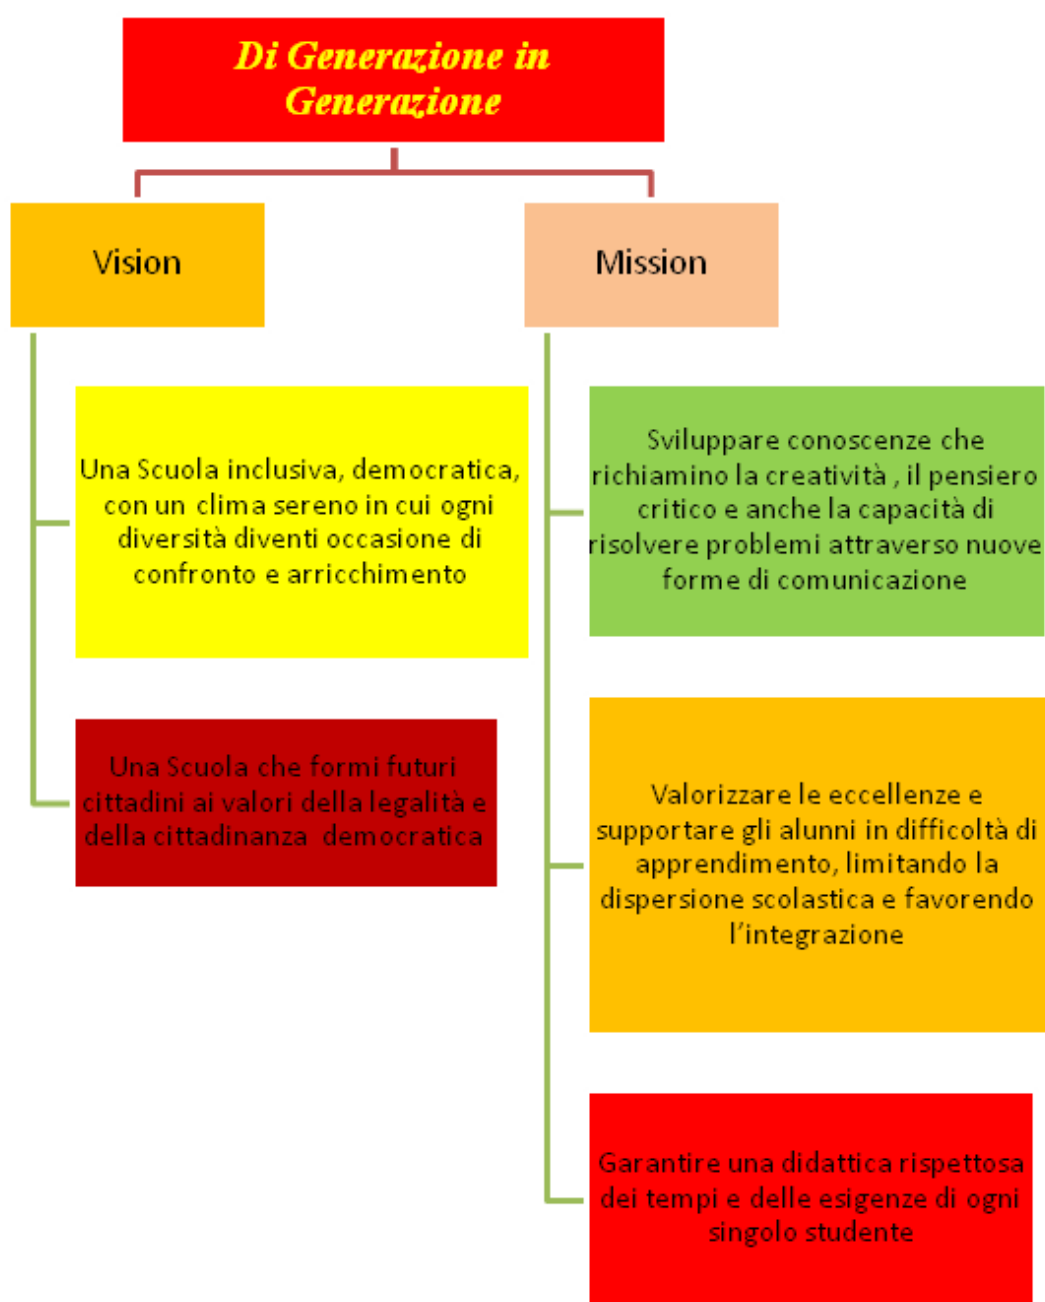 Di Generazione in
Generazione
Vision
Mission
Una Scuola inclusiva, democratica,
con un clima sereno in cui ogni
diversità diventi occasione di
confronto e arricchimento
Una Scuola che formi futuri
cittadini ai valori della legalità e
della cittadinanza democratica
Sviluppare conoscenze che
richiamino la creatività , il pensiero
critico e anche la capacità di
risolvere problemi attraverso nuove
forme di comunicazione
Valorizzare le eccellenze e
supportare gli alunni in difficoltà di
apprendimento, limitando la
dispersione scolastica e favorendo
l’integrazione
Garantire una didattica rispettosa
dei tempi e delle esigenze di ogni
singolo studente